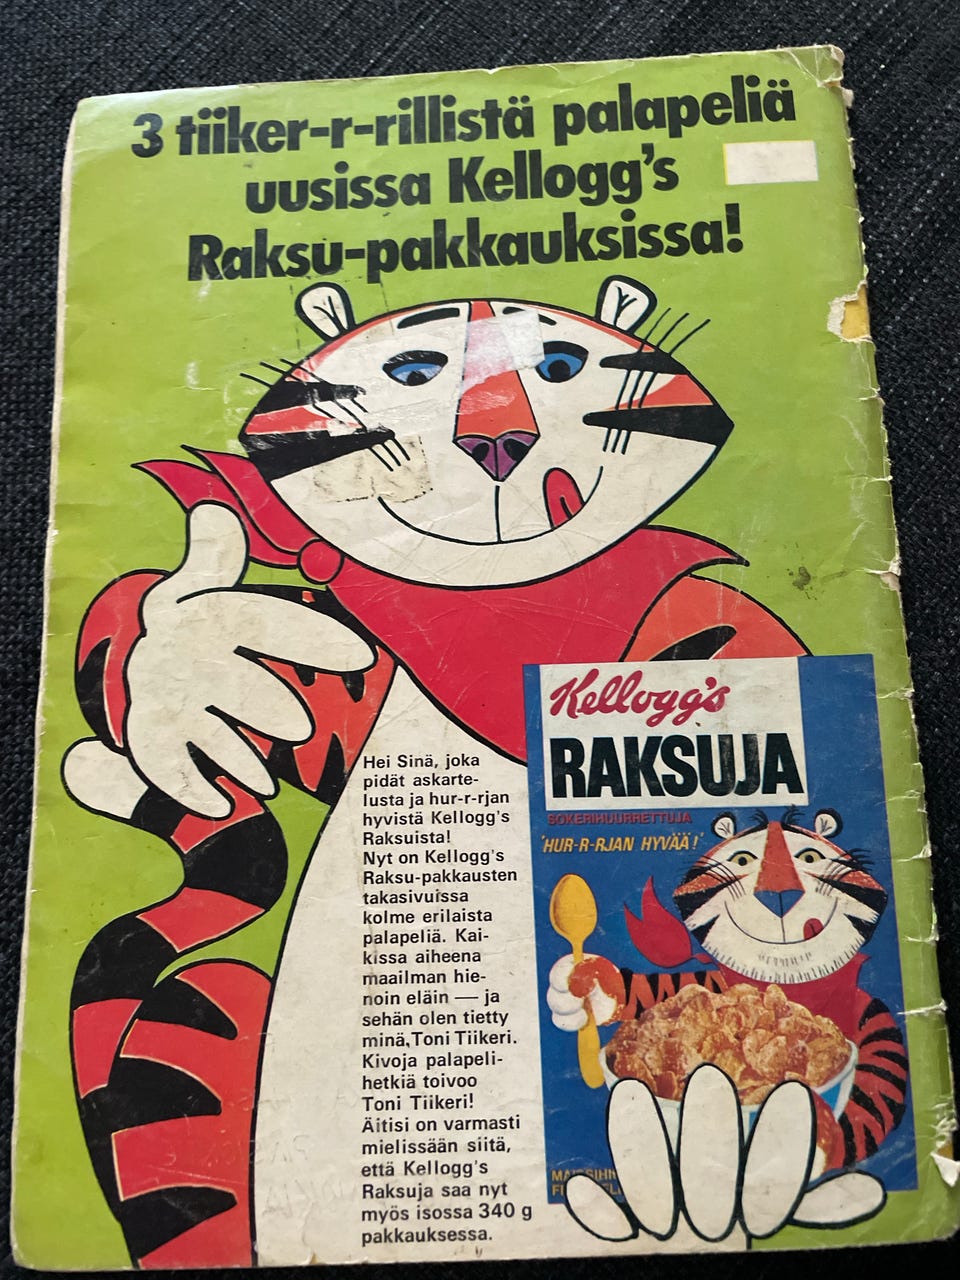 3 tiiker-r-rillistä palapeliä
uusissa Kellogg's
Raksu-pakkauksissa!
Hei Sinä, joka
pidät askarte-
lusta ja hur-r-rjan
hyvistä Kellogg's
Raksuista!
Nyt on Kellogg's
Raksu-pakkausten
takasivuissa
kolme erilaista
palapeliä. Kai-
kissa aiheena
maailman hie-
noin eläin — ja
sehän olen tietty
minä, Toni Tiikeri.
Kivoja palapeli-
hetkiä toivoo
Toni Tiikeri!
Äitisi on varmasti
mielissään siitä,
että Kellogg's
Raksuja saa nyt
myös isossa 340 g
pakkauksessa.
Kellogg's
RAKSUJA
SOKERIHUURRETTUJA
'HUR-R-RJAN HYVÄÄ!'